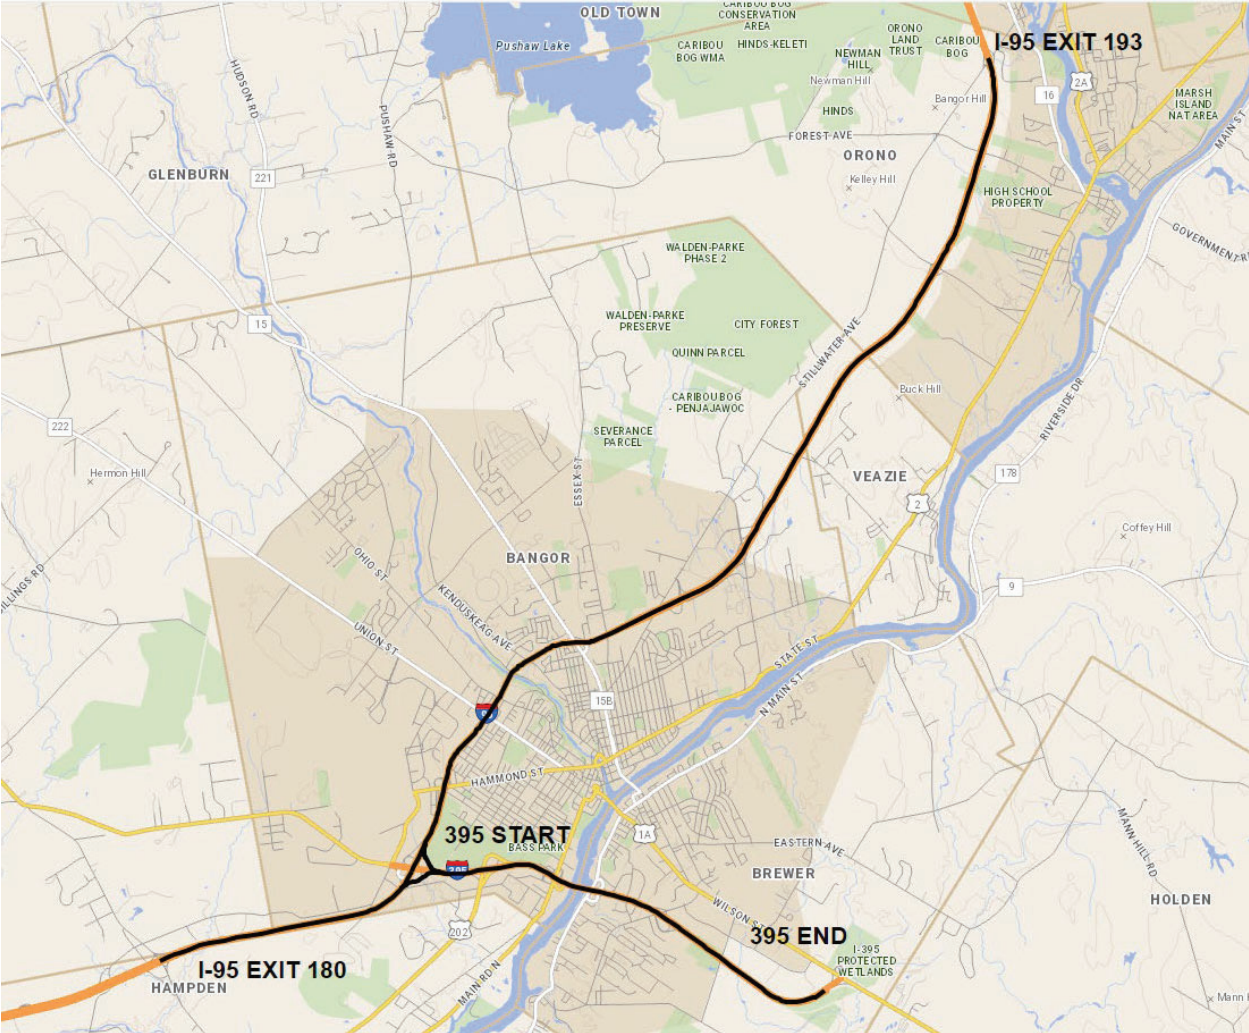 OLD TOWN
CARIBOU BOG
CONSERVATION
AREA
Pushaw Lake
CARIBOU
BOG WMA
HINDS-KELETI
ORONO
LAND
TRUST
CARIBOU
BOG
I-95 EXIT 193
NEWMAN
HILL
Newman Hill
2A
16
Bangor Hill
MARSH
ISLAND
NAT AREA
HINDS
MAIN ST
HUDSON RD
PUSHAW RD
FOREST AVE
ORONO
Kelley Hill
GLENBURN
221
HIGH SCHOOL
PROPERTY
WALDEN-PARKE
PHASE 2
WALDEN-PARKE
PRESERVE
CITY FOREST
15
QUINN PARCEL
STILLWATER AVE
Buck Hill
CARIBOU BOG
- PENJAJAWOC
RIVERSIDE DR
222
SEVERANCE
PARCEL
Hermon Hill
ESSEX ST
VEAZIE
178
2
Coffey Hill
BANGOR
OHIO ST
9
KENDUSKEAG AVE
UNION ST
STATE ST
N MAIN ST
15B
HAMMOND ST
395 START
BASS PARK
1A
EASTERN AVE
MANN HILL RD
395
BREWER
HOLDEN
WILSON ST
202
395 END
I-395
PROTECTED
WETLANDS
I-95 EXIT 180
HAMPDEN
MAIN RD N